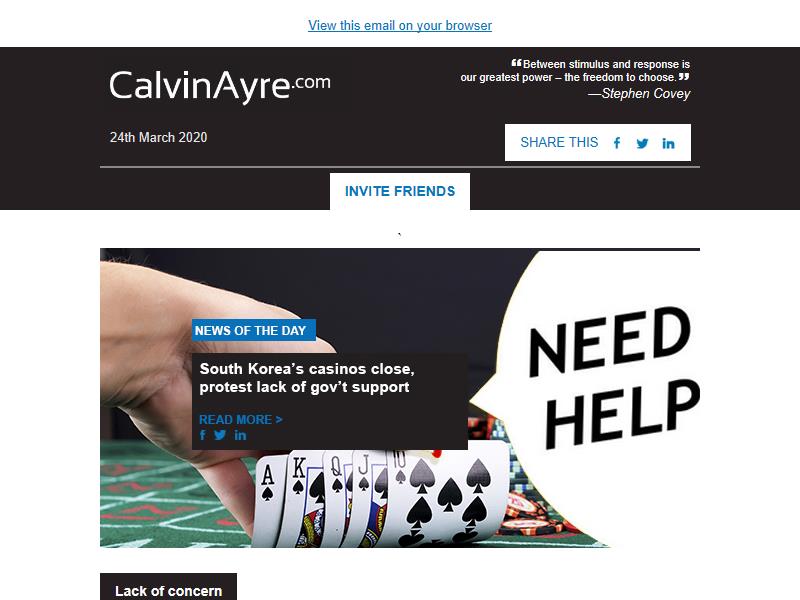 View this email on your browser
CalvinAyre.com
“Between stimulus and response is
our greatest power – the freedom to choose.”
—Stephen Covey
24th March 2020
SHARE THIS
INVITE FRIENDS
`
NEWS OF THE DAY
South Korea’s casinos close,
protest lack of gov’t support
READ MORE >
NEED
HELP
A K Q J 10
Lack of concern